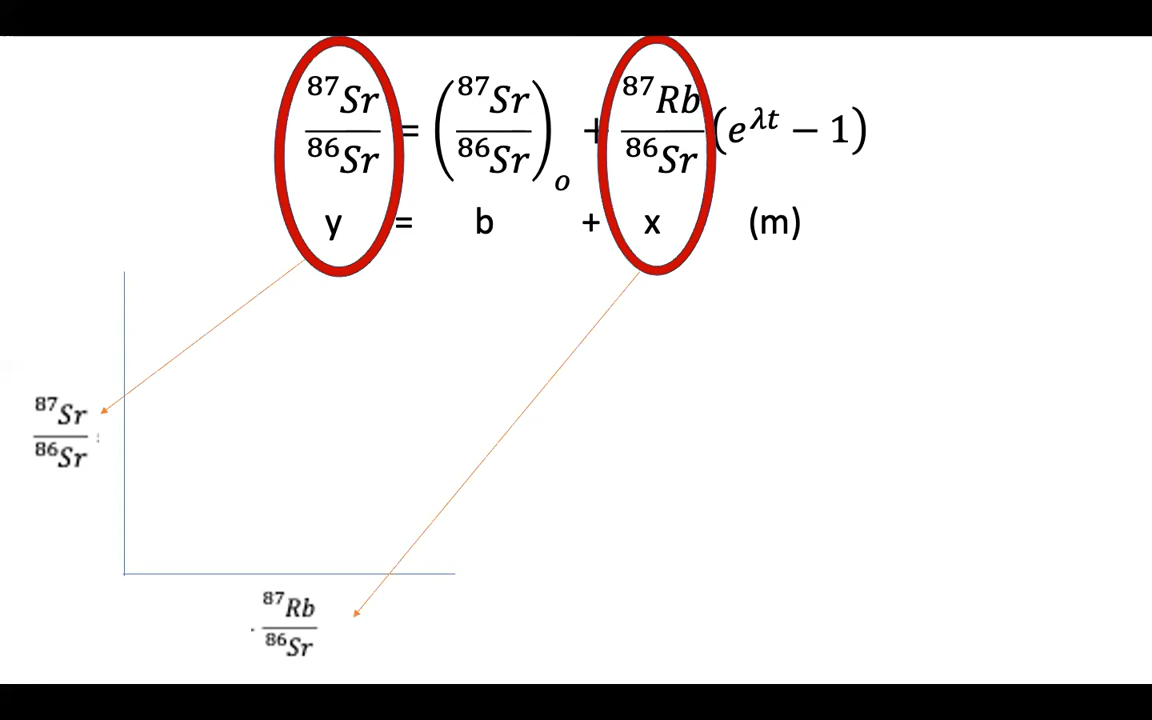 ⁸⁷Sr/⁸⁶Sr = (⁸⁷Sr/⁸⁶Sr)ₒ + ⁸⁷Rb/⁸⁶Sr (e^λt − 1)
y = b + x (m)
⁸⁷Sr/⁸⁶Sr
⁸⁷Rb/⁸⁶Sr